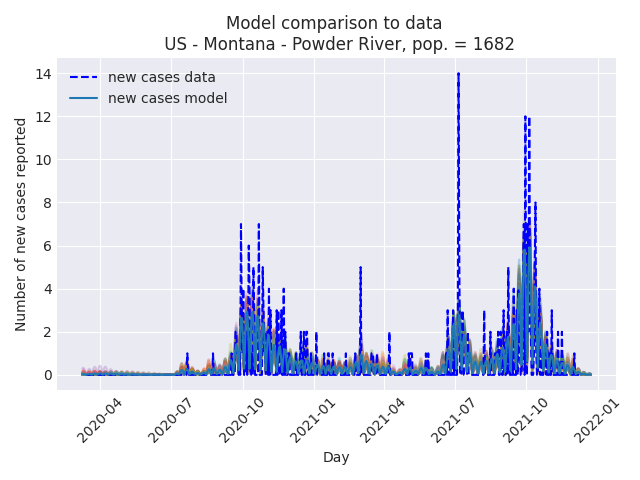 Model comparison to data
US - Montana - Powder River, pop. = 1682
new cases data
new cases model
Number of new cases reported
14
12
10
8
6
4
2
0
2020-04
2020-07
2020-10
2021-01
2021-04
2021-07
2021-10
2022-01
Day